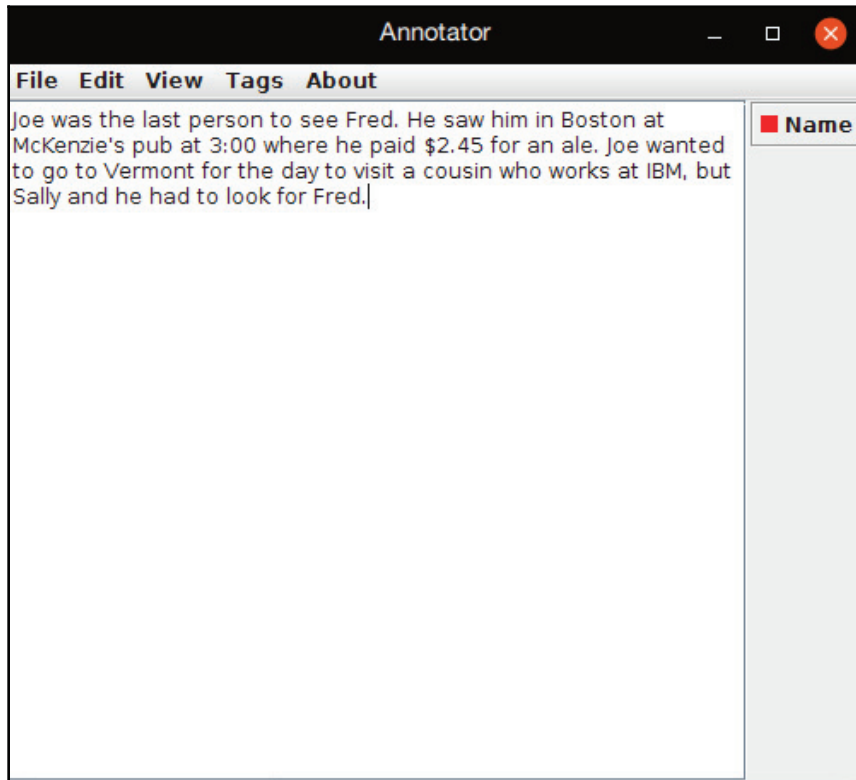 Annotator
File Edit View Tags About
Joe was the last person to see Fred. He saw him in Boston at
McKenzie's pub at 3:00 where he paid $2.45 for an ale. Joe wanted
to go to Vermont for the day to visit a cousin who works at IBM, but
Sally and he had to look for Fred.
Name